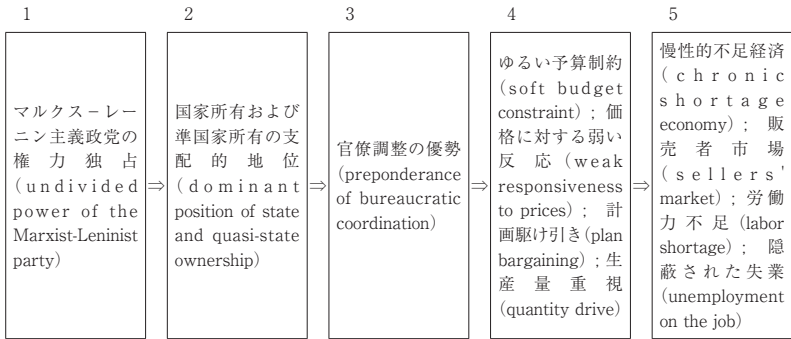 1
2
3
4
5
マルクス－レー
ニン主義政党の
権力独占
(undivided
power of the
Marxist-Leninist
party)
⇒
国家所有および
準国家所有の支
配的地位
(dominant
position of state
and quasi-state
ownership)
⇒
官僚調整の優勢
(preponderance
of bureaucratic
coordination)
⇒
ゆるい予算制約
(soft budget
constraint)；価
格に対する弱い
反応(weak
responsiveness
to prices)；計
画駆け引き(plan
bargaining)；生
産量重視
(quantity drive)
⇒
慢性的不足経済
(chronic
shortage
economy)；販
売者市場
(sellers'
market)；労働
力不足(labor
shortage)；隠
蔽された失業
(unemployment
on the job)